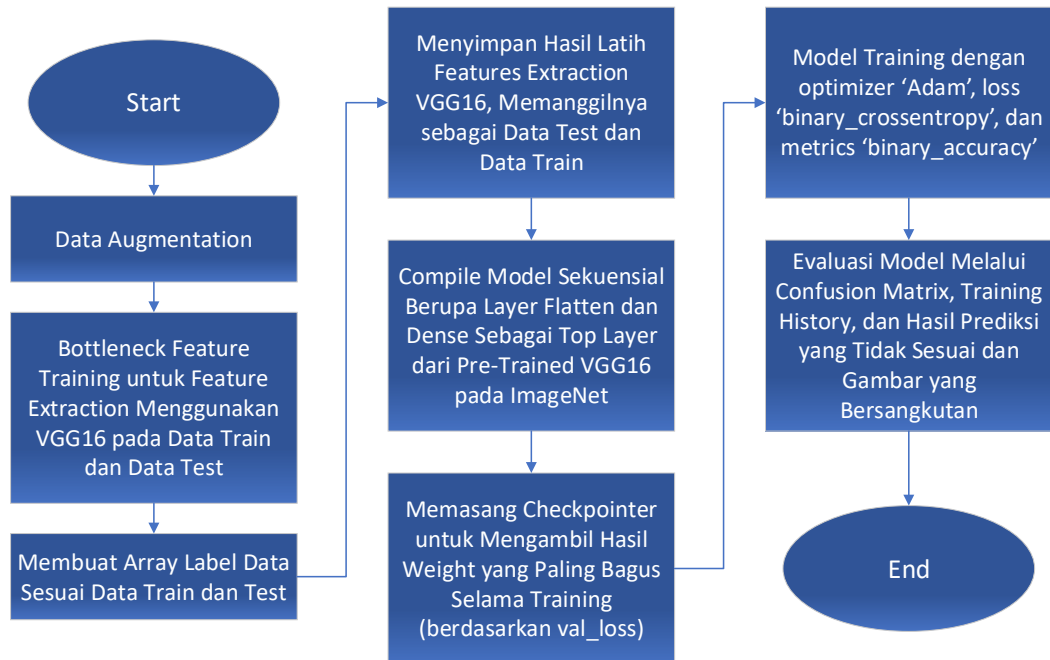 Start
Data Augmentation
Bottleneck Feature
Training untuk Feature
Extraction Menggunakan
VGG16 pada Data Train
dan Data Test
Membuat Array Label Data
Sesuai Data Train dan Test
Menyimpan Hasil Latih
Features Extraction
VGG16, Memanggilnya
sebagai Data Test dan
Data Train
Compile Model Sekuensial
Berupa Layer Flatten dan
Dense Sebagai Top Layer
dari Pre-Trained VGG16
pada ImageNet
Memasang Checkpointer
untuk Mengambil Hasil
Weight yang Paling Bagus
Selama Training
(berdasarkan val_loss)
Model Training dengan
optimizer ‘Adam’, loss
‘binary_crossentropy’, dan
metrics ‘binary_accuracy’
Evaluasi Model Melalui
Confusion Matrix, Training
History, dan Hasil Prediksi
yang Tidak Sesuai dan
Gambar yang
Bersangkutan
End